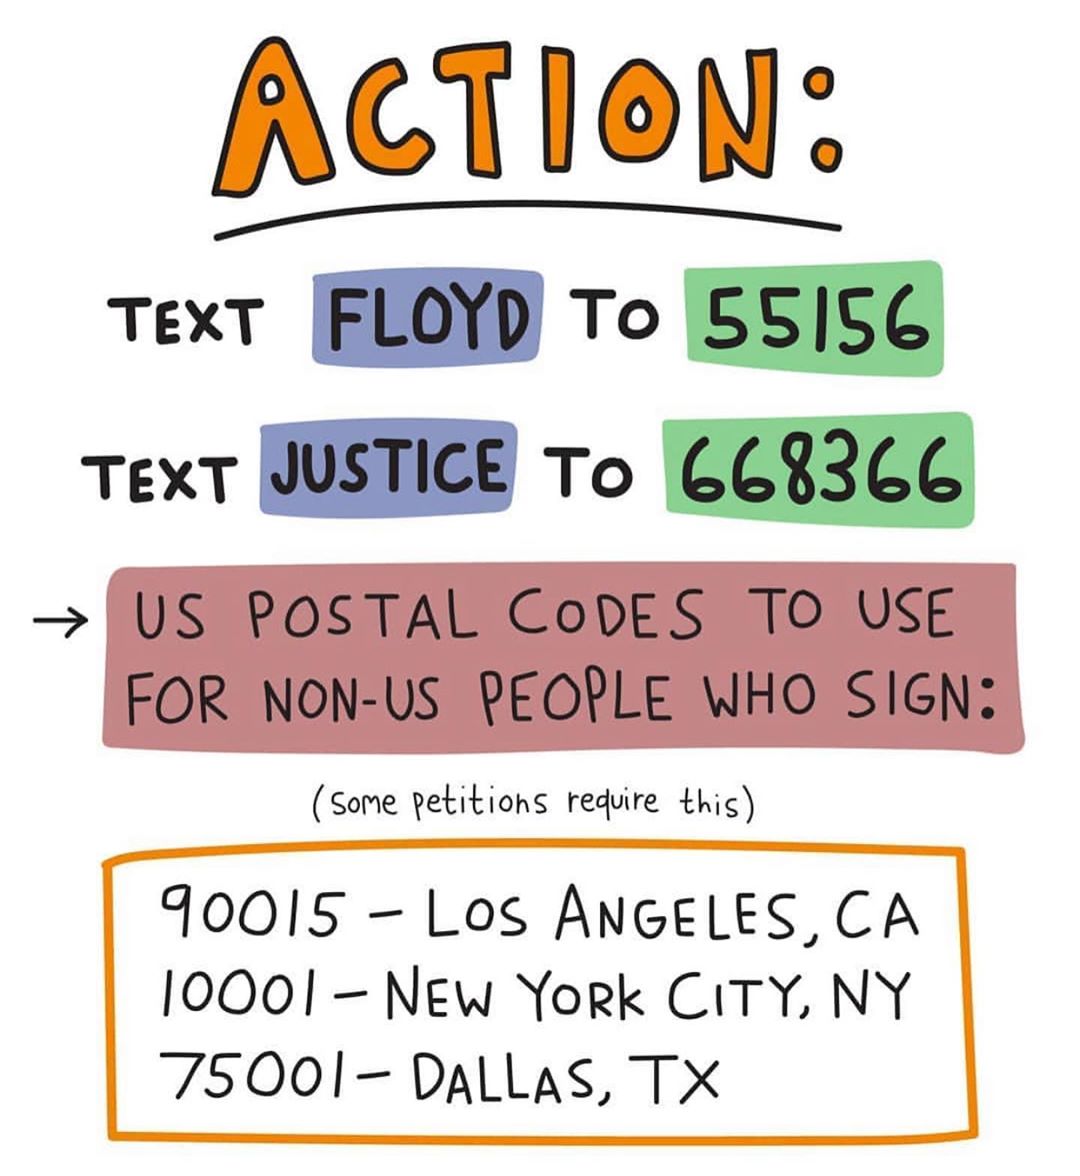 ACTION:
TEXT FLOYD TO 55156
TEXT JUSTICE TO 668366
→ US POSTAL CODES TO USE
FOR NON-US PEOPLE WHO SIGN:
(Some petitions require this)
90015 – LOS ANGELES, CA
10001 – NEW YORK CITY, NY
75001 – DALLAS, TX